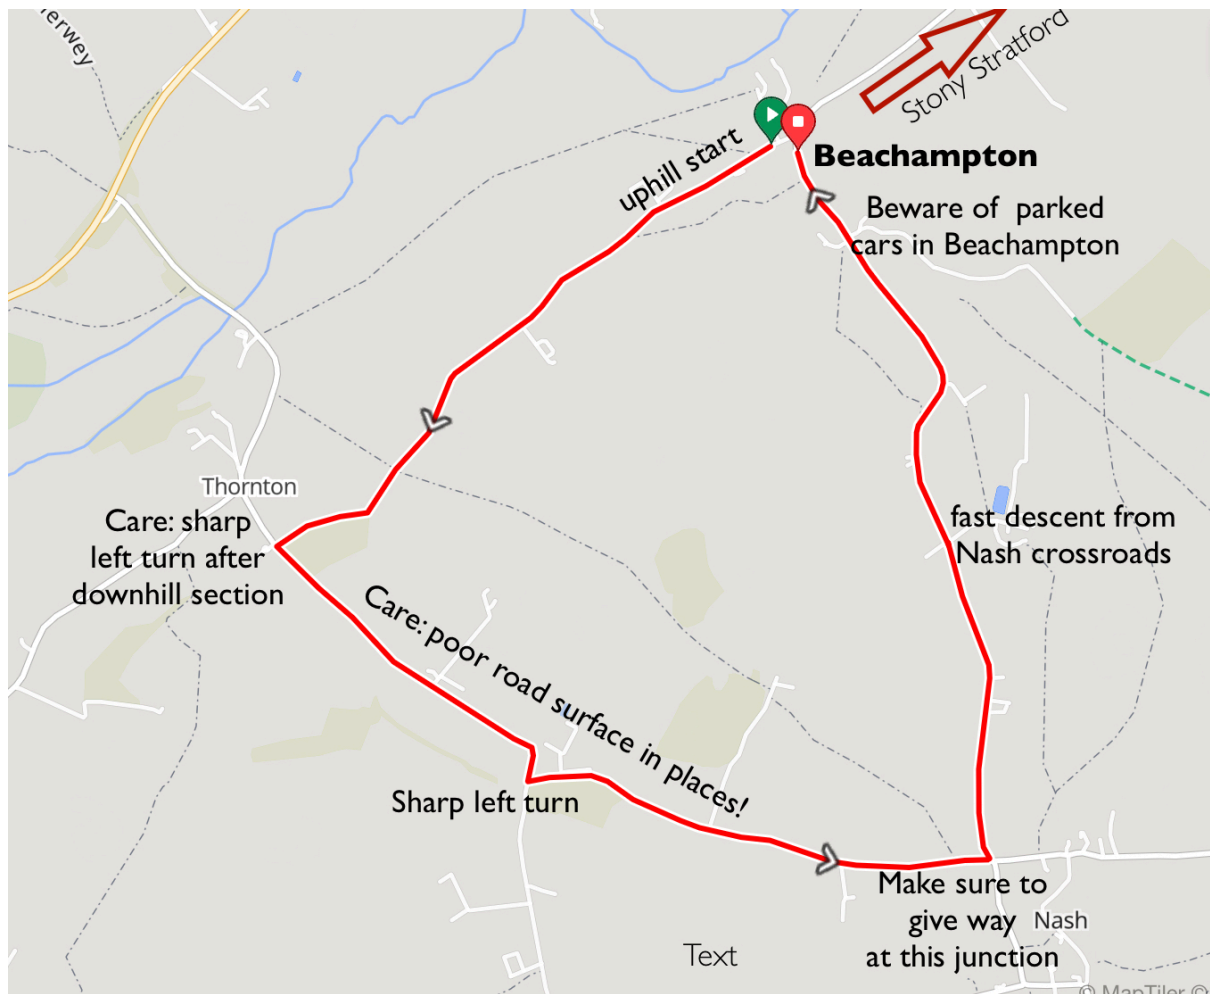 Stony Stratford
uphill start
Beachampton
Beware of parked
cars in Beachampton
Thornton
Care: sharp
left turn after
downhill section
fast descent from
Nash crossroads
Care: poor road surface in places!
Sharp left turn
Make sure to
give way
at this junction
Nash
Text
© MapTiler ©